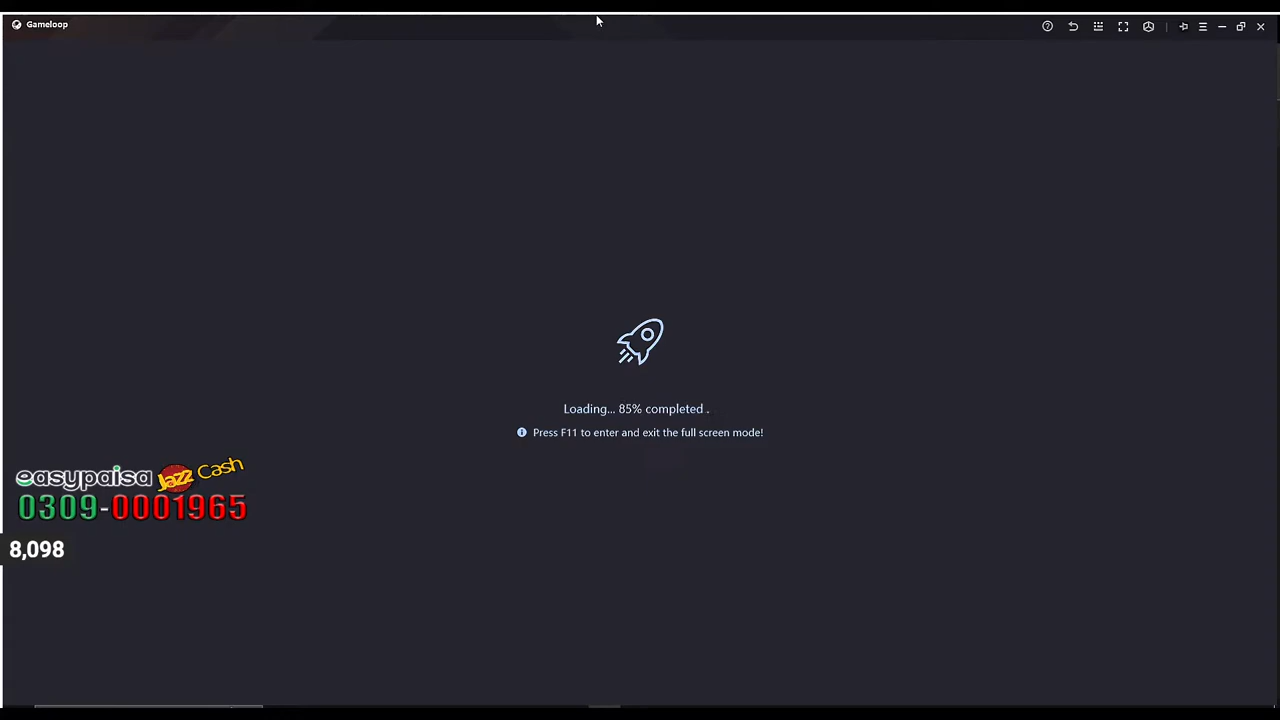 Gameloop
Loading... 85% completed .
Press F11 to enter and exit the full screen mode!
easypaisa Jazz Cash
0309-0001965
8,098